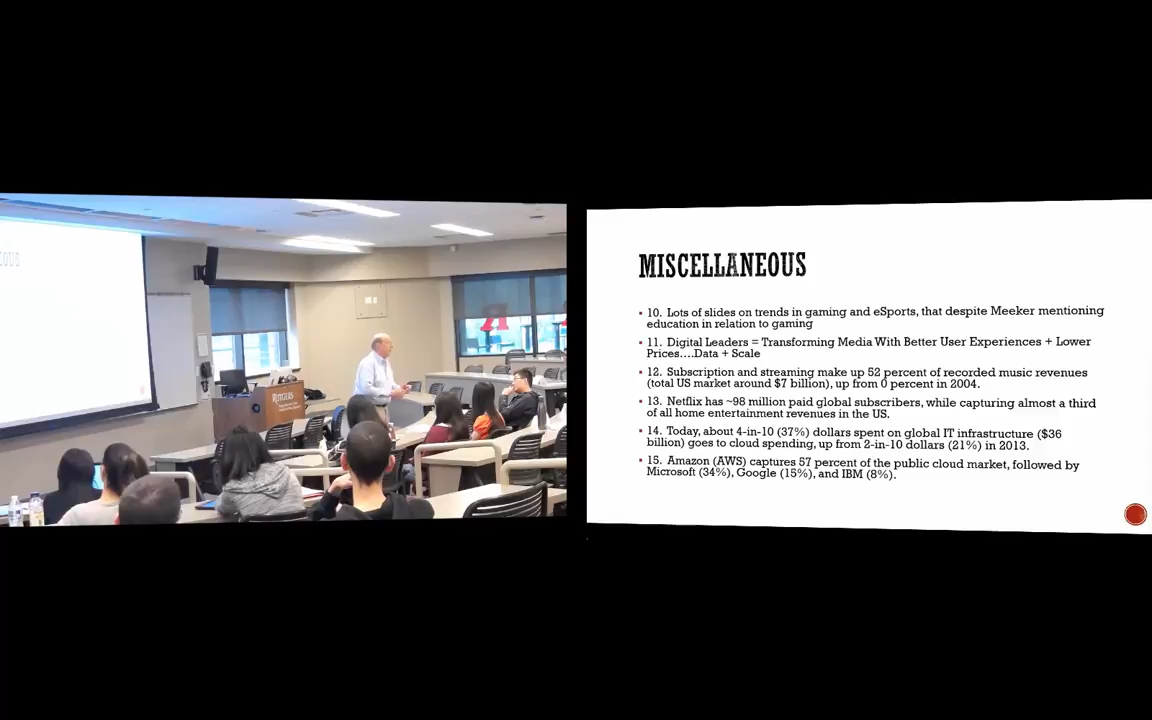 OUS
RUTGERS
R
MISCELLANEOUS
10. Lots of slides on trends in gaming and eSports, that despite Meeker mentioning
education in relation to gaming
11. Digital Leaders = Transforming Media With Better User Experiences + Lower
Prices....Data + Scale
12. Subscription and streaming make up 52 percent of recorded music revenues
(total US market around $7 billion), up from 0 percent in 2004.
13. Netflix has ~98 million paid global subscribers, while capturing almost a third
of all home entertainment revenues in the US.
14. Today, about 4-in-10 (37%) dollars spent on global IT infrastructure ($36
billion) goes to cloud spending, up from 2-in-10 dollars (21%) in 2013.
15. Amazon (AWS) captures 57 percent of the public cloud market, followed by
Microsoft (34%), Google (15%), and IBM (8%).